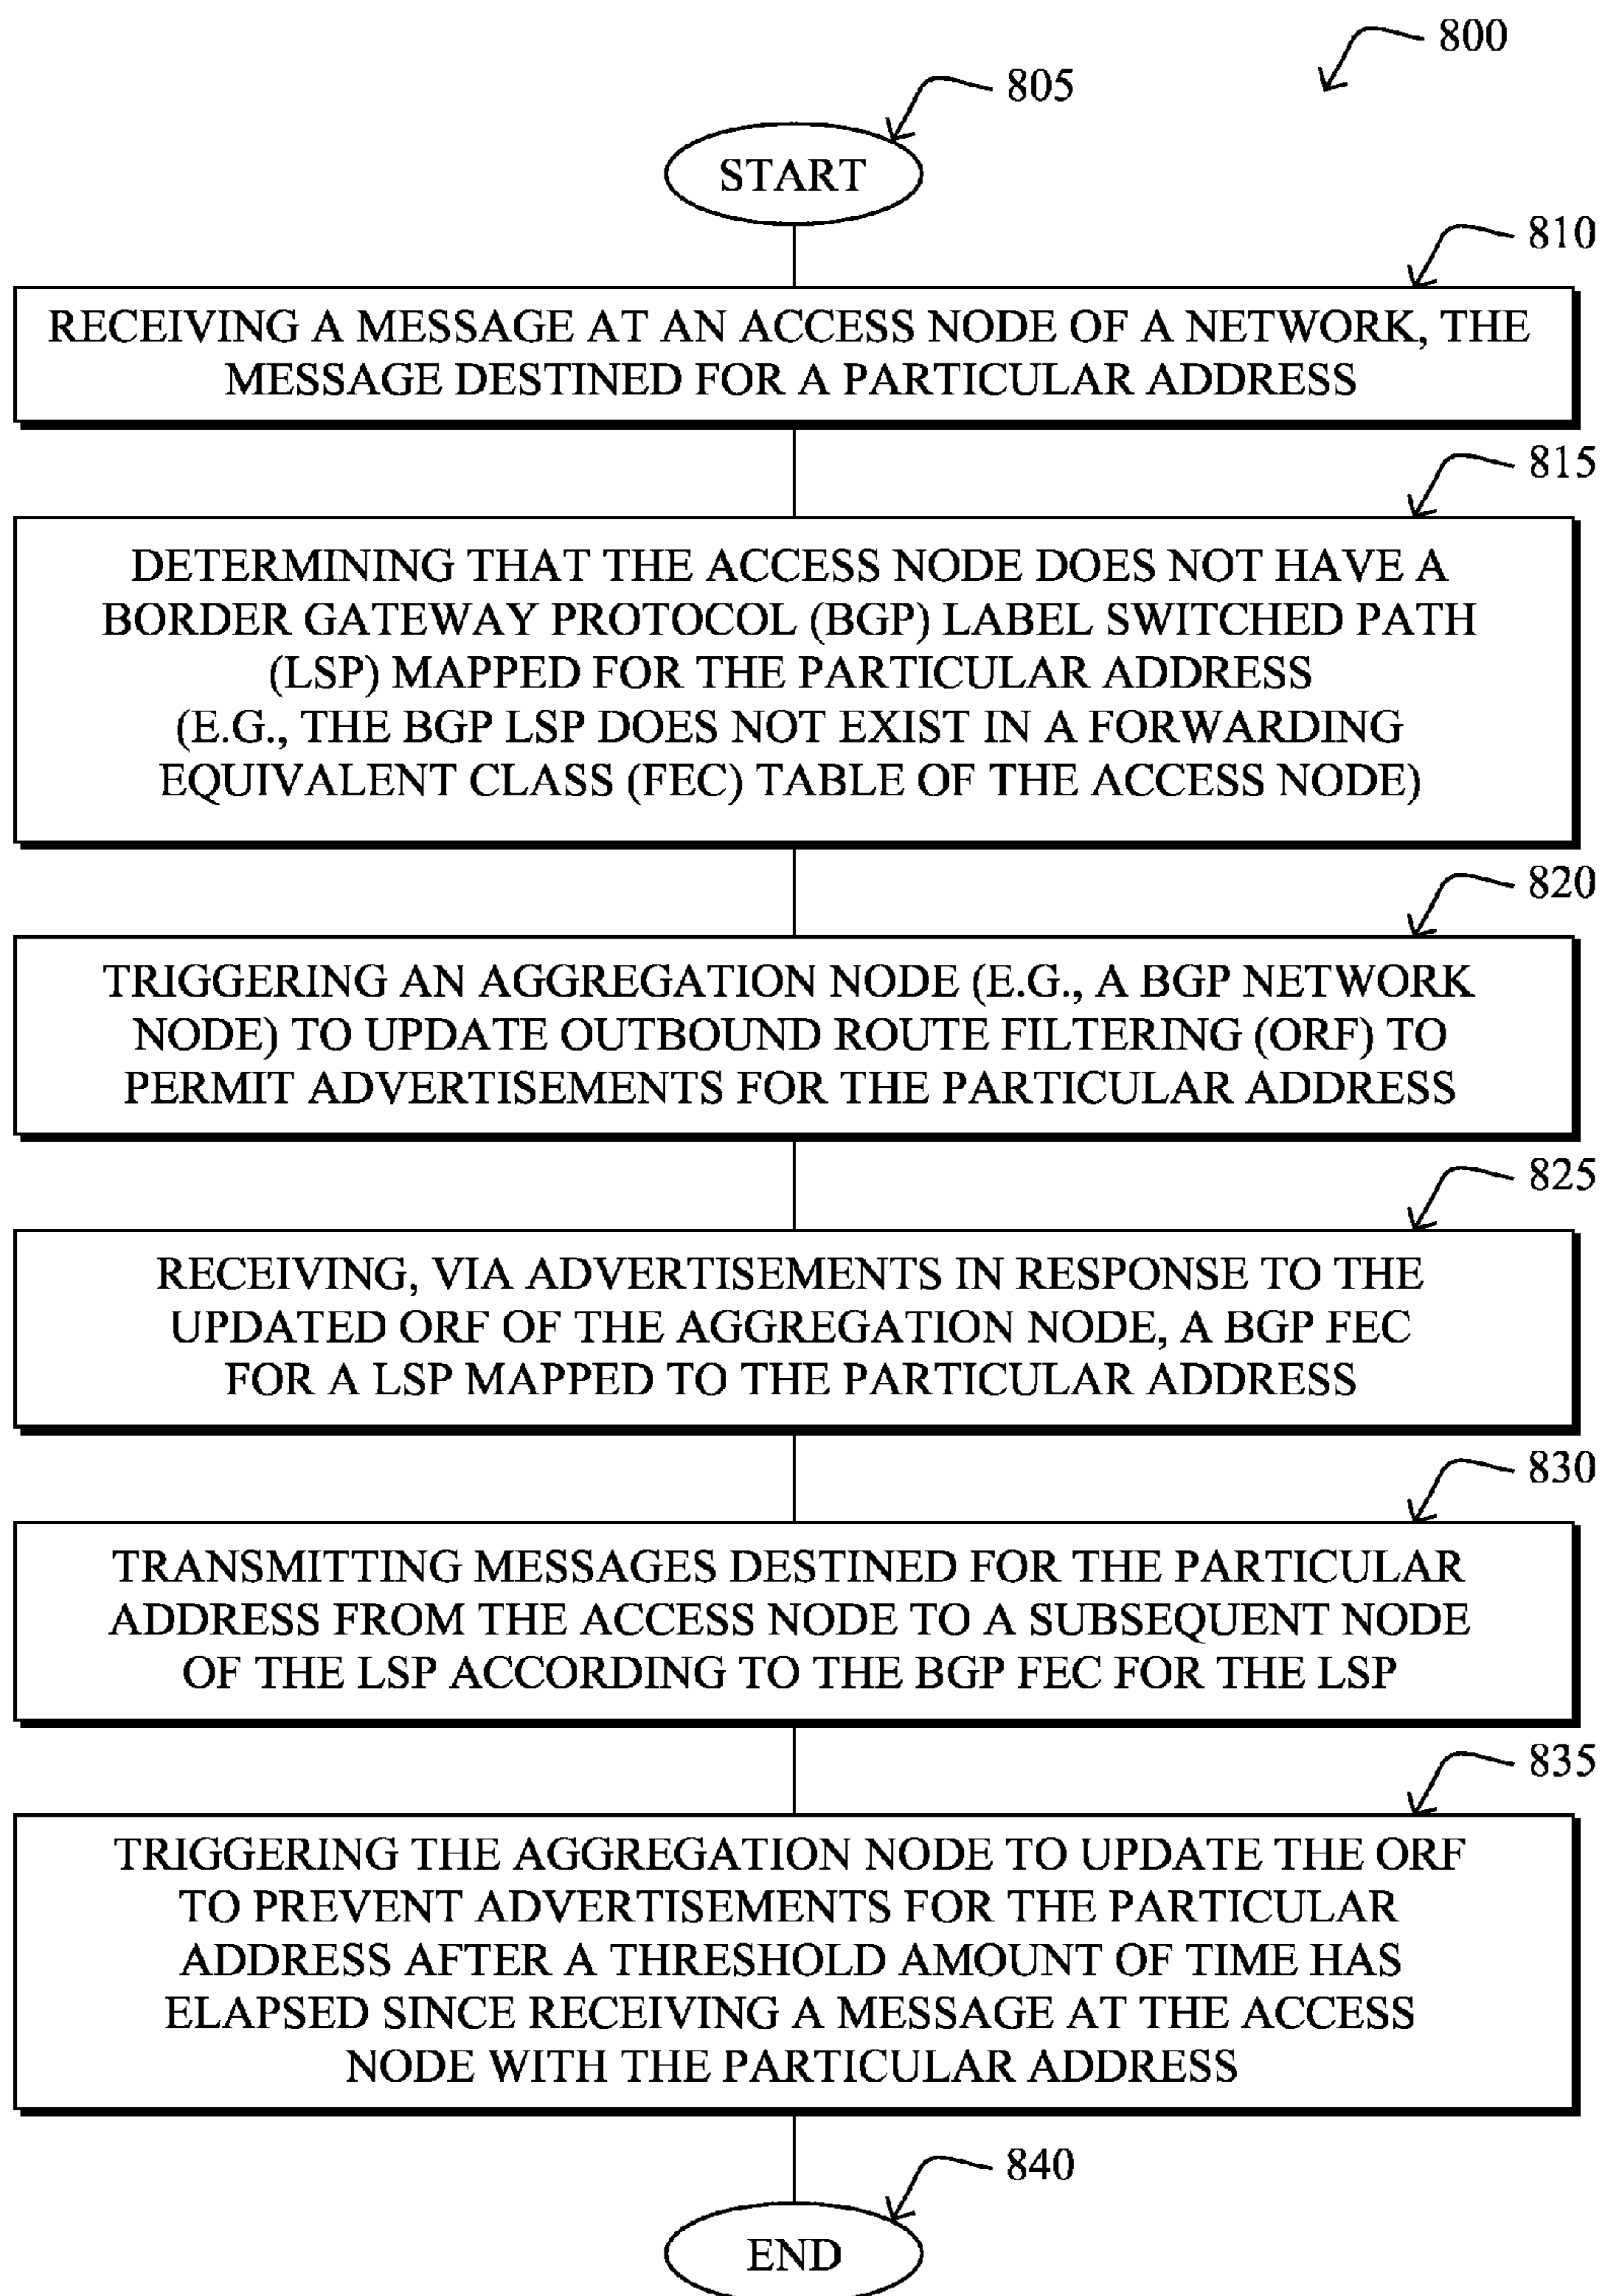 800
805
START
810
RECEIVING A MESSAGE AT AN ACCESS NODE OF A NETWORK, THE
MESSAGE DESTINED FOR A PARTICULAR ADDRESS
815
DETERMINING THAT THE ACCESS NODE DOES NOT HAVE A
BORDER GATEWAY PROTOCOL (BGP) LABEL SWITCHED PATH
(LSP) MAPPED FOR THE PARTICULAR ADDRESS
(E.G., THE BGP LSP DOES NOT EXIST IN A FORWARDING
EQUIVALENT CLASS (FEC) TABLE OF THE ACCESS NODE)
820
TRIGGERING AN AGGREGATION NODE (E.G., A BGP NETWORK
NODE) TO UPDATE OUTBOUND ROUTE FILTERING (ORF) TO
PERMIT ADVERTISEMENTS FOR THE PARTICULAR ADDRESS
825
RECEIVING, VIA ADVERTISEMENTS IN RESPONSE TO THE
UPDATED ORF OF THE AGGREGATION NODE, A BGP FEC
FOR A LSP MAPPED TO THE PARTICULAR ADDRESS
830
TRANSMITTING MESSAGES DESTINED FOR THE PARTICULAR
ADDRESS FROM THE ACCESS NODE TO A SUBSEQUENT NODE
OF THE LSP ACCORDING TO THE BGP FEC FOR THE LSP
835
TRIGGERING THE AGGREGATION NODE TO UPDATE THE ORF
TO PREVENT ADVERTISEMENTS FOR THE PARTICULAR
ADDRESS AFTER A THRESHOLD AMOUNT OF TIME HAS
ELAPSED SINCE RECEIVING A MESSAGE AT THE ACCESS
NODE WITH THE PARTICULAR ADDRESS
840
END